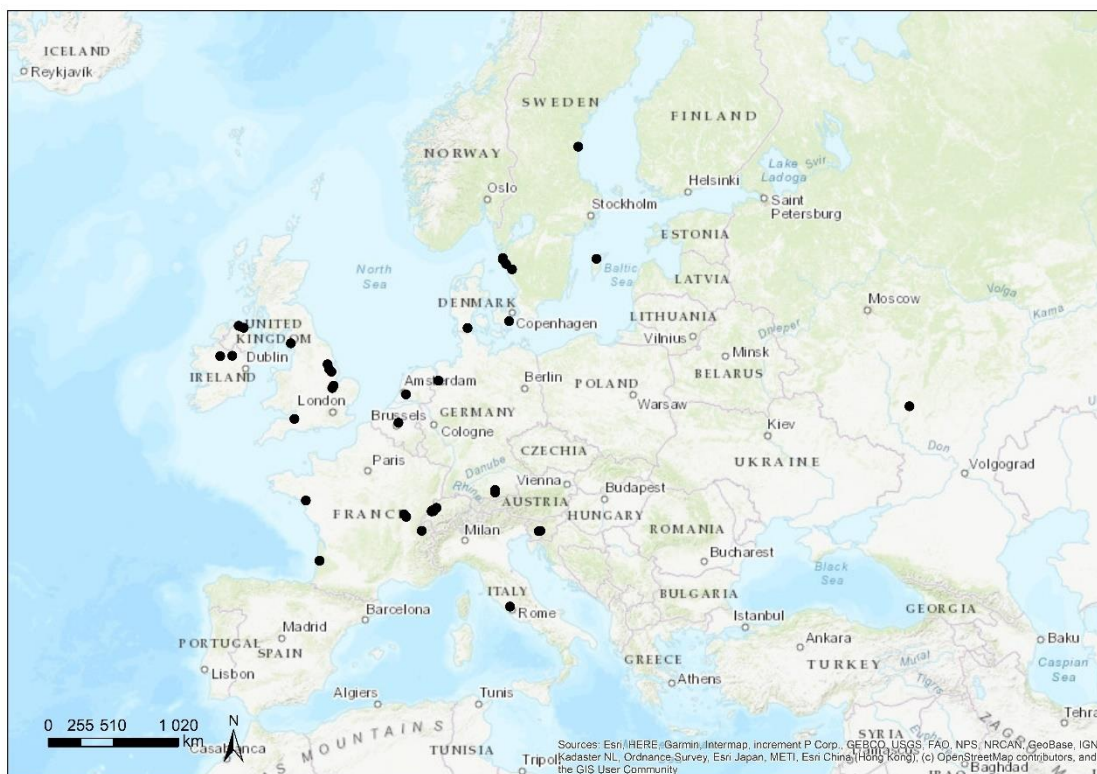 ICELAND
Reykjavík
SWEDEN
FINLAND
NORWAY
Lake Svir
Ladoga
Helsinki
Oslo
Saint
Petersburg
Stockholm
ESTONIA
North
Sea
Baltic
Sea
LATVIA
Volga
Moscow
Kama
DENMARK
Copenhagen
LITHUANIA
Vilnius
Dnieper
UNITED
KINGDOM
Dublin
IRELAND
Minsk
BELARUS
Amsterdam
Berlin
POLAND
Warsaw
London
Brussels
GERMANY
Cologne
Kiev
Don
Volgograd
Paris
CZECHIA
UKRAINE
Danube
Rhine
Vienna
AUSTRIA
Budapest
HUNGARY
FRANCE
Milan
ROMANIA
Bucharest
Black
Sea
ITALY
Rome
BULGARIA
GEORGIA
Barcelona
Istanbul
Madrid
PORTUGAL
SPAIN
Ankara
Baku
Lisbon
GREECE
Athens
TURKEY
Murat
Tigris
Caspian
Sea
Algiers
Tunis
Tehra
0 255 510 1 020
km
N
Casablanca
MOUNTAINS
TUNISIA
Tripoli
SYRIA
Baghdad
ZAGR
Sources: Esri, HERE, Garmin, Intermap, increment P Corp., GEBCO, USGS, FAO, NPS, NRCAN, GeoBase, IGN,
Kadaster NL, Ordnance Survey, Esri Japan, METI, Esri China (Hong Kong), (c) OpenStreetMap contributors, and
the GIS User Community